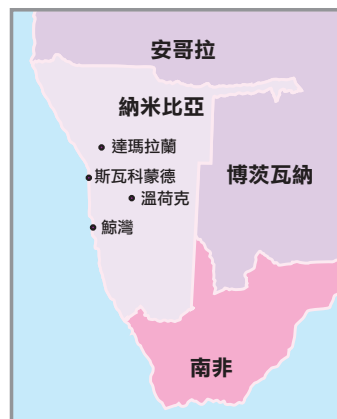 安哥拉
納米比亞
達瑪拉蘭
斯瓦科蒙德
博茨瓦納
溫荷克
鯨灣
南非